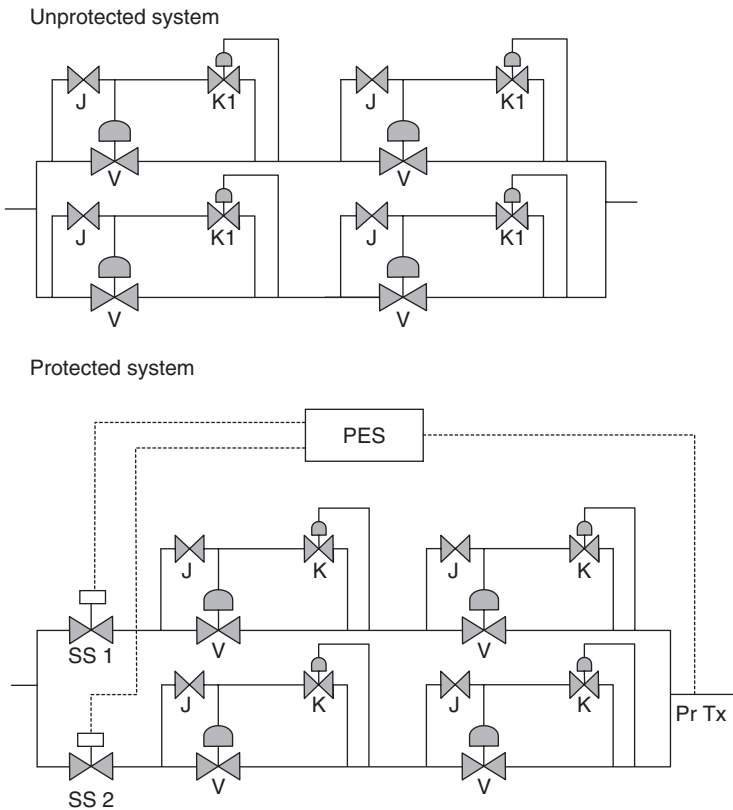 Unprotected system
J K1 J K1
V V
J K1 J K1
V V
Protected system
PES
J K J K
SS 1 V V
J K J K
Pr Tx
SS 2 V V